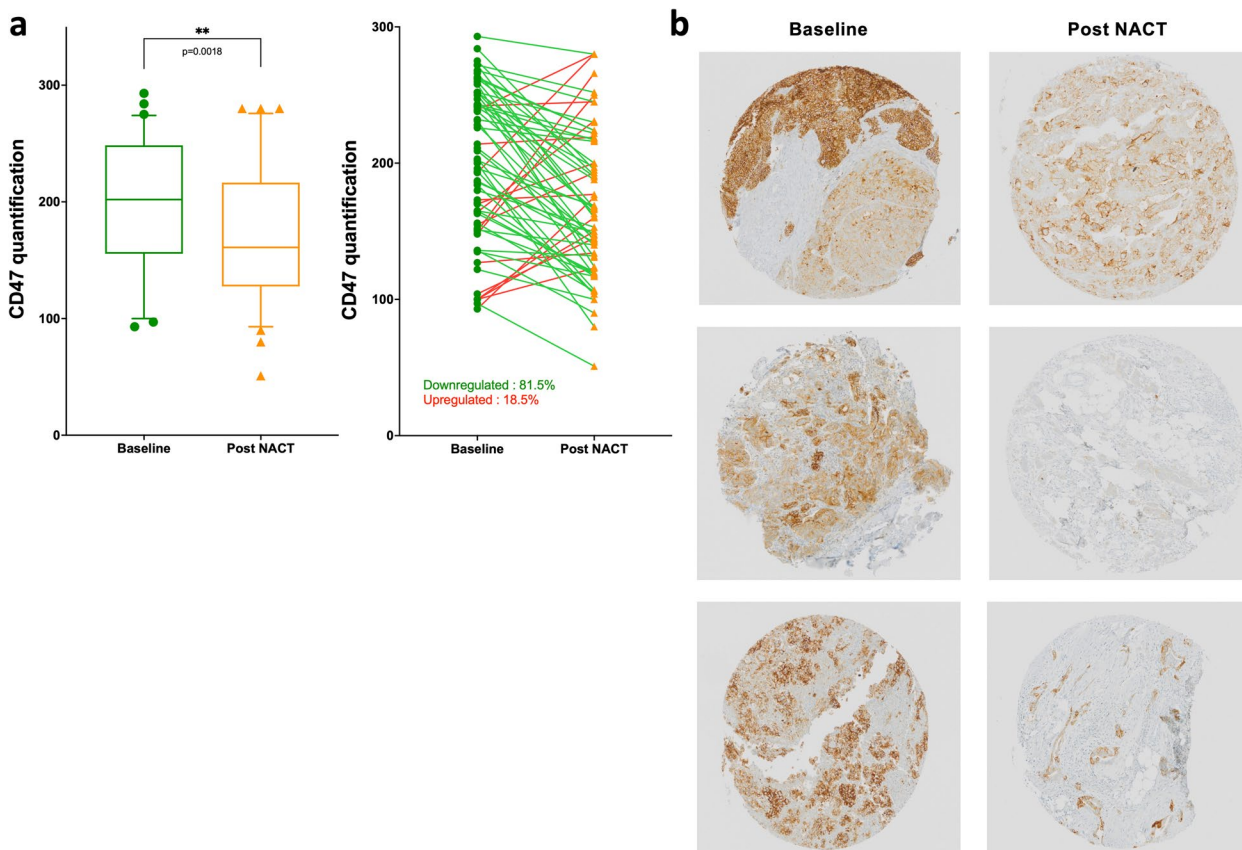 a
**
p=0.0018
CD47 quantification
300
200
100
0
Baseline
Post NACT
CD47 quantification
300
200
100
0
Downregulated : 81.5%
Upregulated : 18.5%
Baseline
Post NACT
b
Baseline
Post NACT